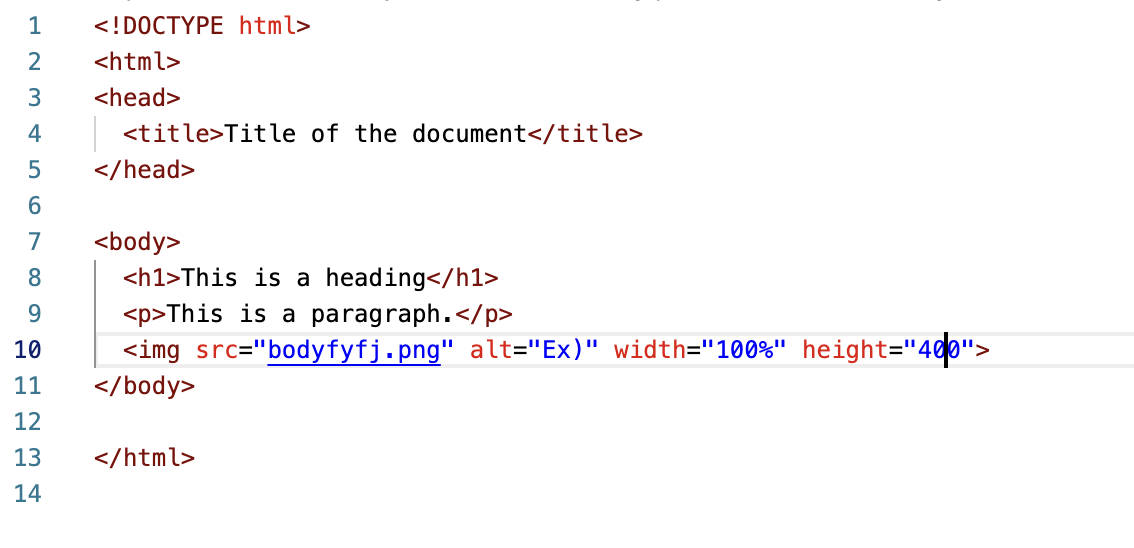 1 <!DOCTYPE html>
2 <html>
3 <head>
4 <title>Title of the document</title>
5 </head>
6
7 <body>
8 <h1>This is a heading</h1>
9 <p>This is a paragraph.</p>
10 <img src="bodyfyfj.png" alt="Ex)" width="100%" height="400">
11 </body>
12
13 </html>
14